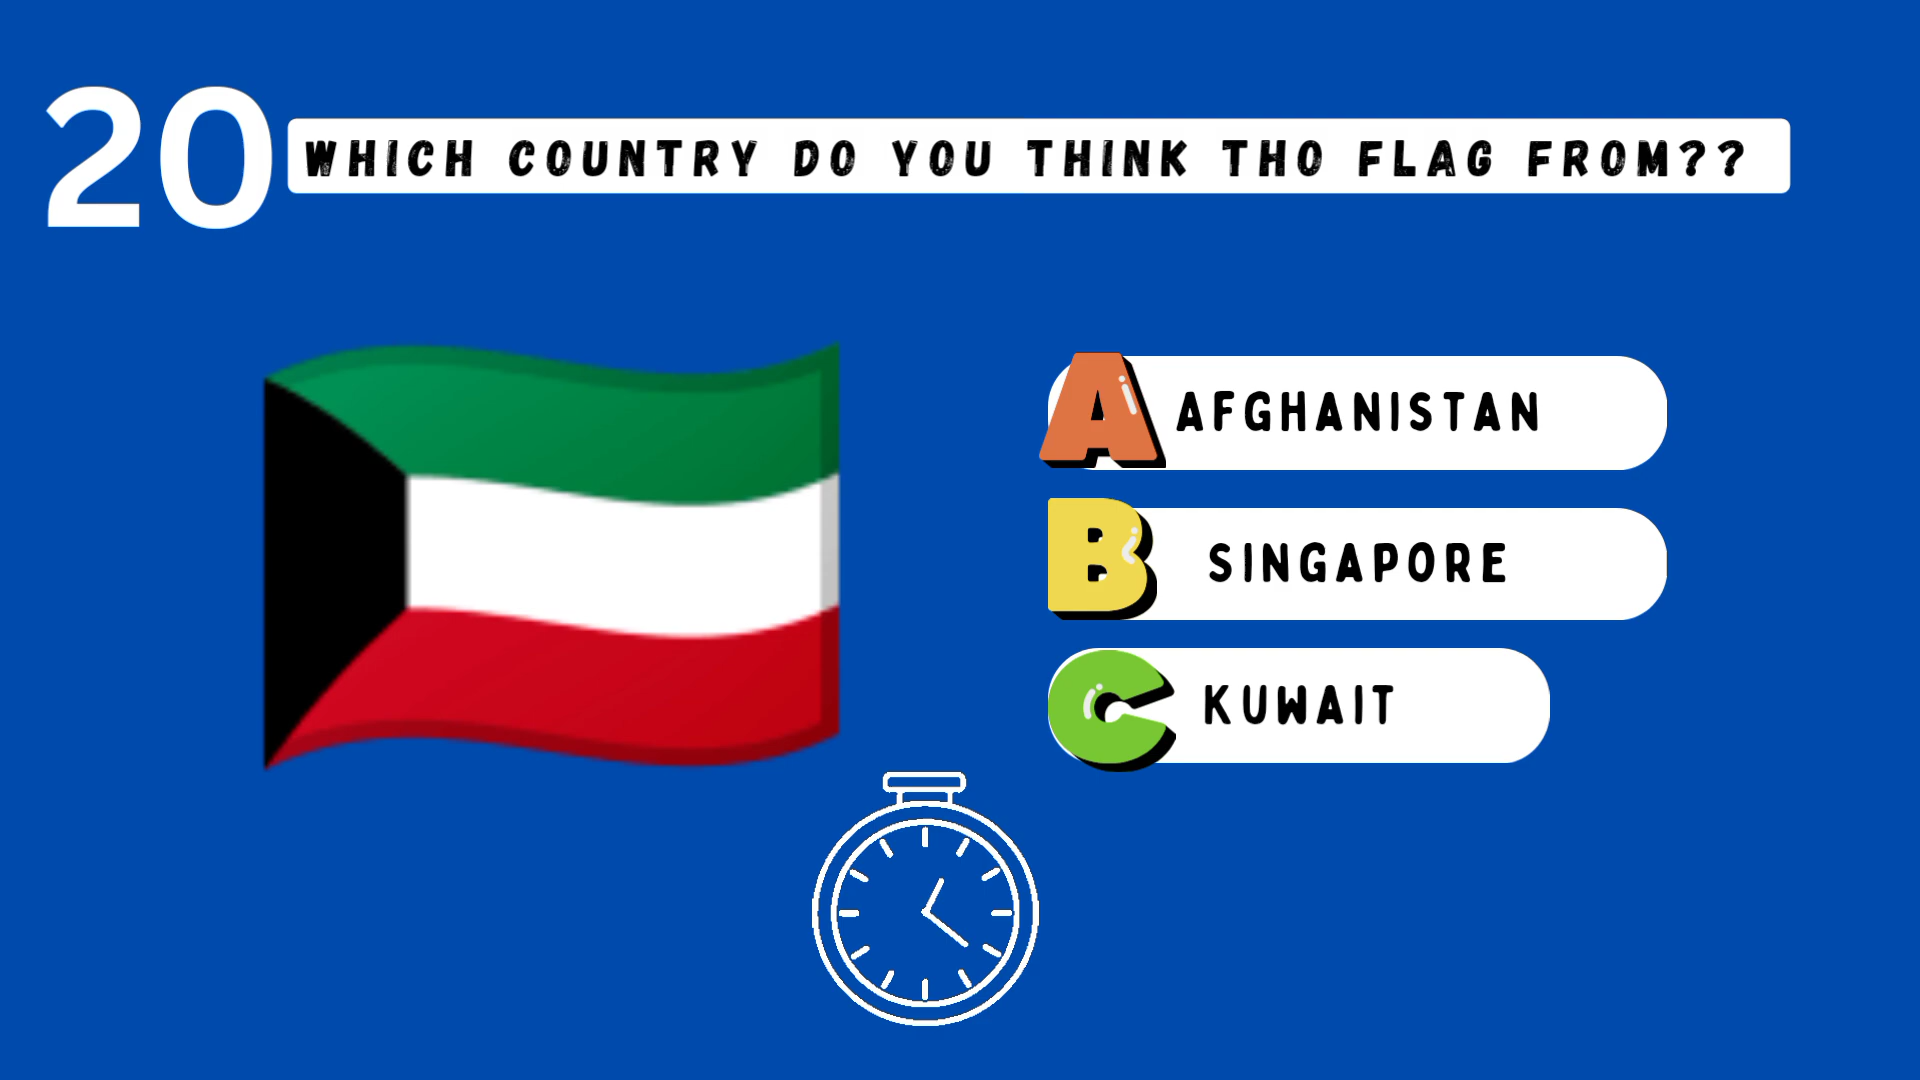 20
WHICH COUNTRY DO YOU THINK THO FLAG FROM??
A AFGHANISTAN
B SINGAPORE
C KUWAIT